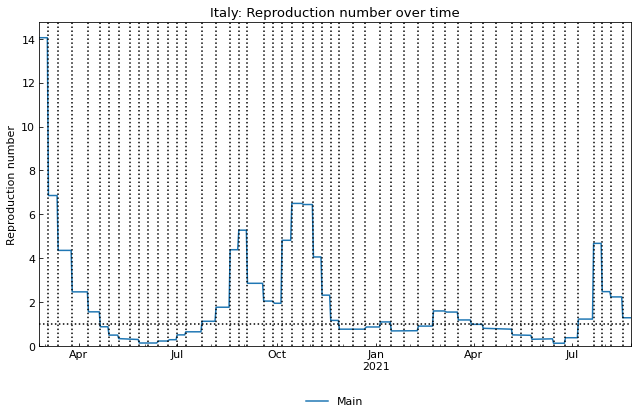 Italy: Reproduction number over time
Reproduction number
14
12
10
8
6
4
2
0
Apr
Jul
Oct
Jan
2021
Apr
Jul
Main